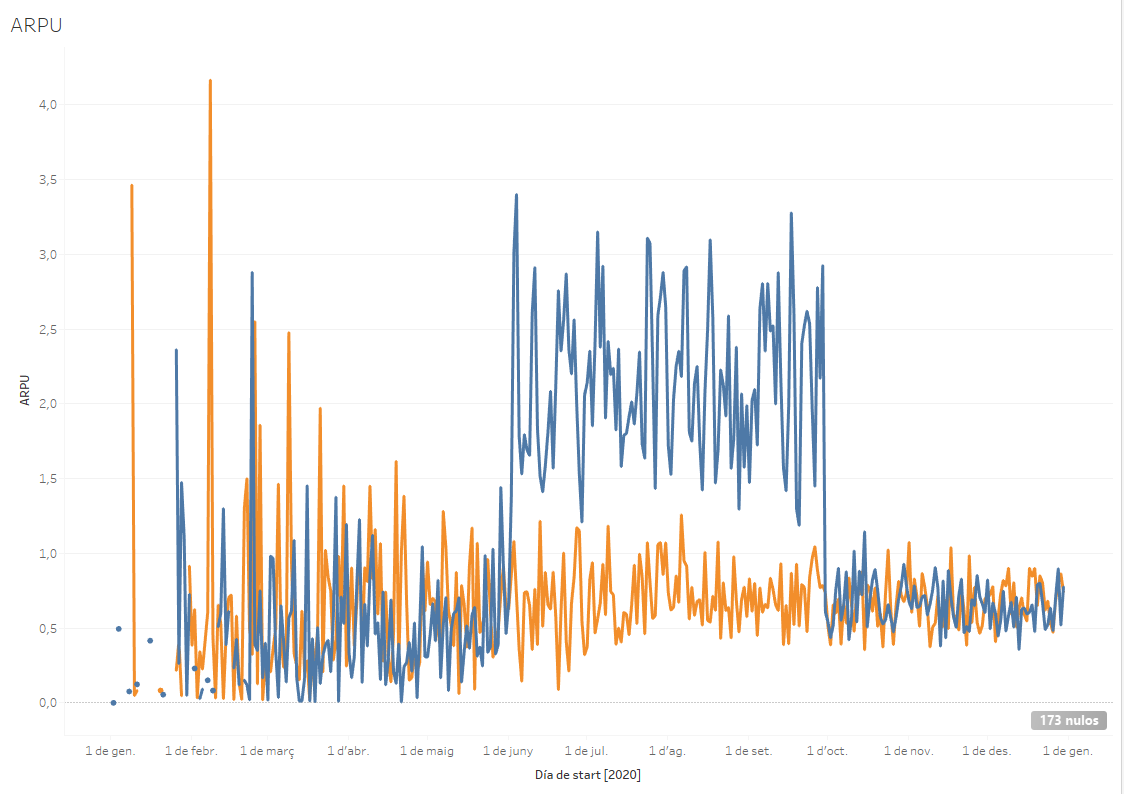 ARPU
4,0
3,5
3,0
2,5
2,0
1,5
1,0
0,5
0,0
ARPU
173 nulos
1 de gen. 1 de febr. 1 de març 1 d'abr. 1 de maig 1 de juny 1 de jul. 1 d'ag. 1 de set. 1 d'oct. 1 de nov. 1 de des. 1 de gen.
Día de start [2020]